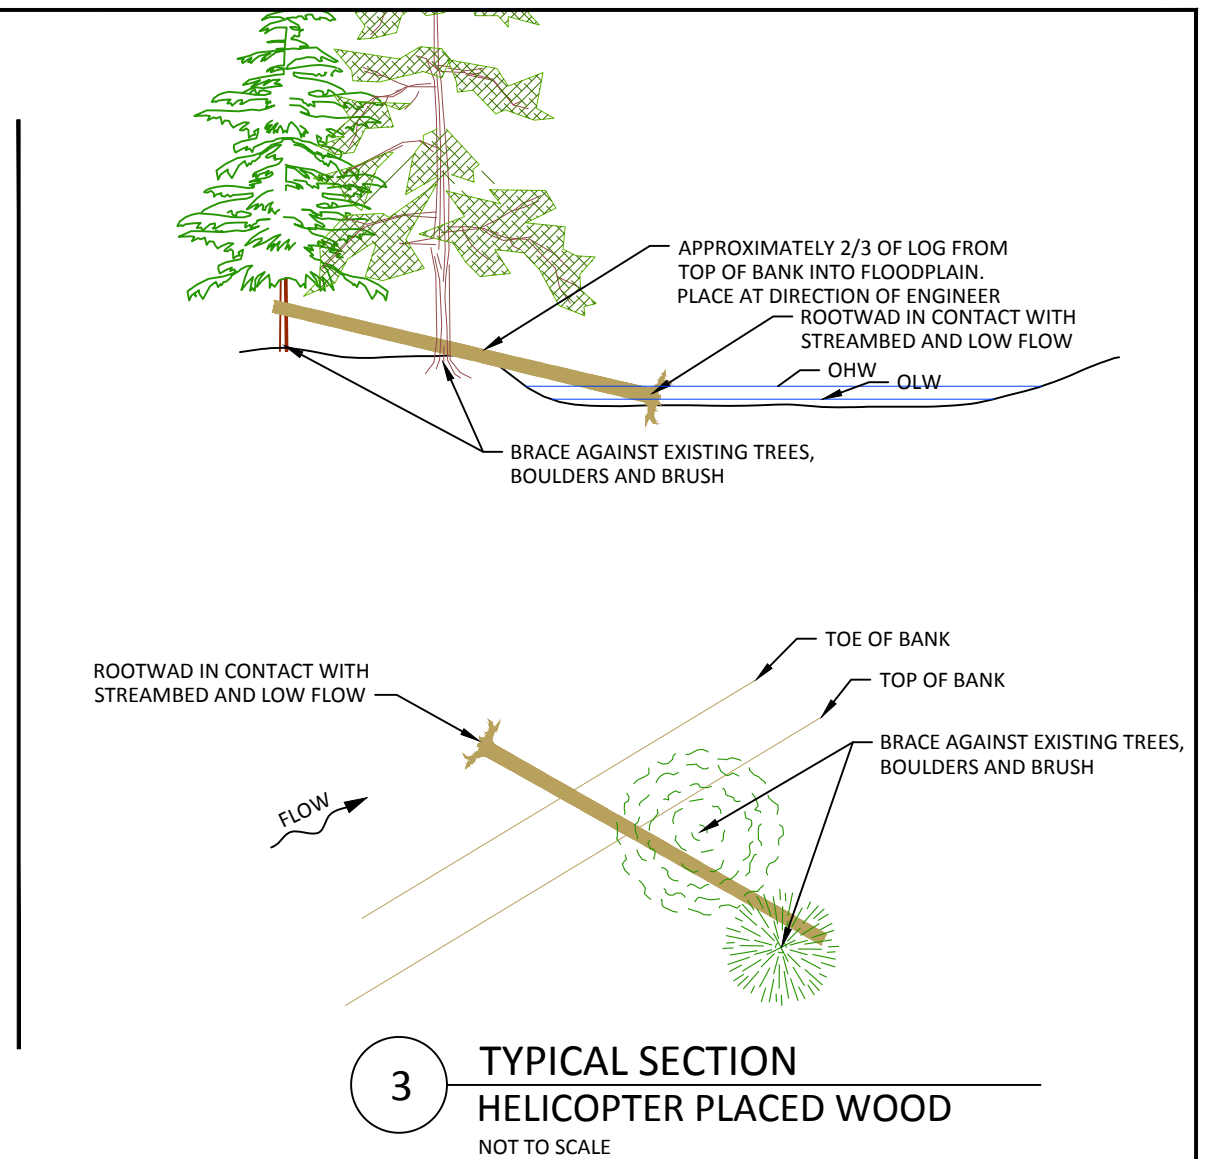 APPROXIMATELY 2/3 OF LOG FROM
TOP OF BANK INTO FLOODPLAIN.
PLACE AT DIRECTION OF ENGINEER
ROOTWAD IN CONTACT WITH
STREAMBED AND LOW FLOW
OHW
OLW
BRACE AGAINST EXISTING TREES,
BOULDERS AND BRUSH
TOE OF BANK
ROOTWAD IN CONTACT WITH
STREAMBED AND LOW FLOW
TOP OF BANK
BRACE AGAINST EXISTING TREES,
BOULDERS AND BRUSH
FLOW
3
TYPICAL SECTION
HELICOPTER PLACED WOOD
NOT TO SCALE